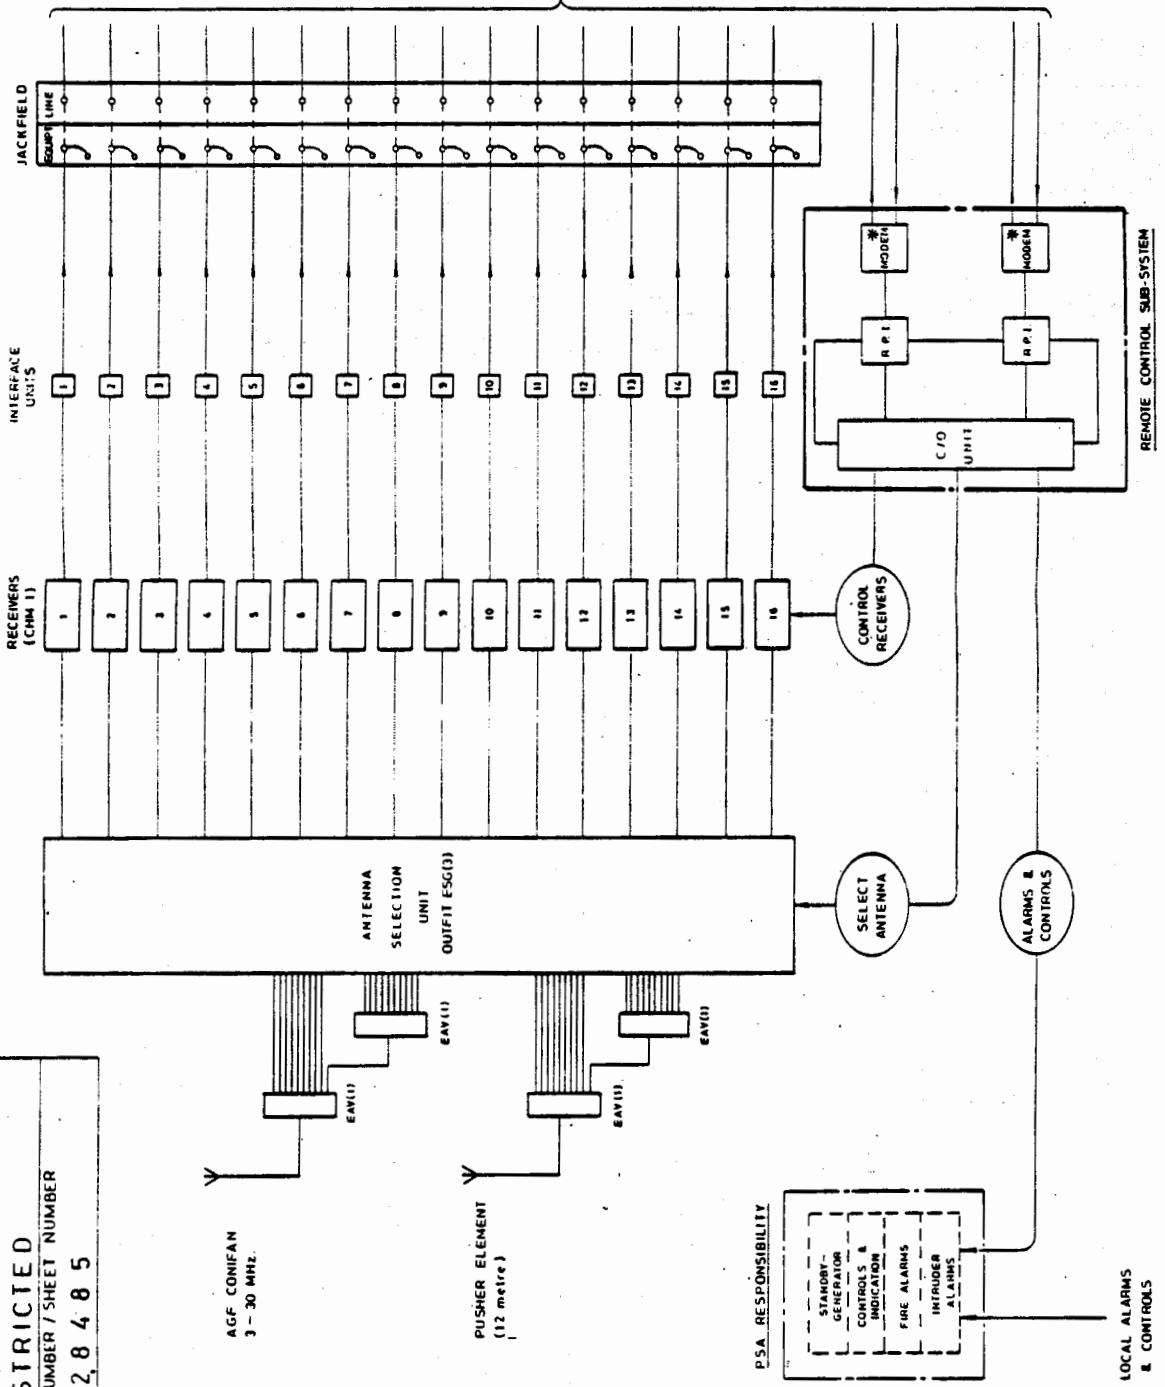 JACKFIELD
EQUIPT LINE
INTERFACE
UNITS
1
2
3
4
5
6
7
8
9
10
11
12
13
14
15
16
RECEIVERS
(CHM 1)
1
2
3
4
5
6
7
8
9
10
11
12
13
14
15
16
ANTENNA
SELECTION
UNIT
OUTFIT ESG(3)
EAV(1)
EAV(1)
EAV(1)
EAV(1)
AGF CONIFAN
3 - 30 MHz.
PUSHER ELEMENT
(12 metre)
STRICTED
UMBER / SHEET NUMBER
2,8 4 8 5
*
MODEM
*
MODEM
R.P.I.
R.P.I.
C/O
UNIT
REMOTE CONTROL SUB-SYSTEM
CONTROL
RECEIVERS
SELECT
ANTENNA
ALARMS &
CONTROLS
PSA RESPONSIBILITY
STANDBY-
GENERATOR
CONTROLS &
INDICATION
FIRE ALARMS
INTRUDER
ALARMS
LOCAL ALARMS
& CONTROLS